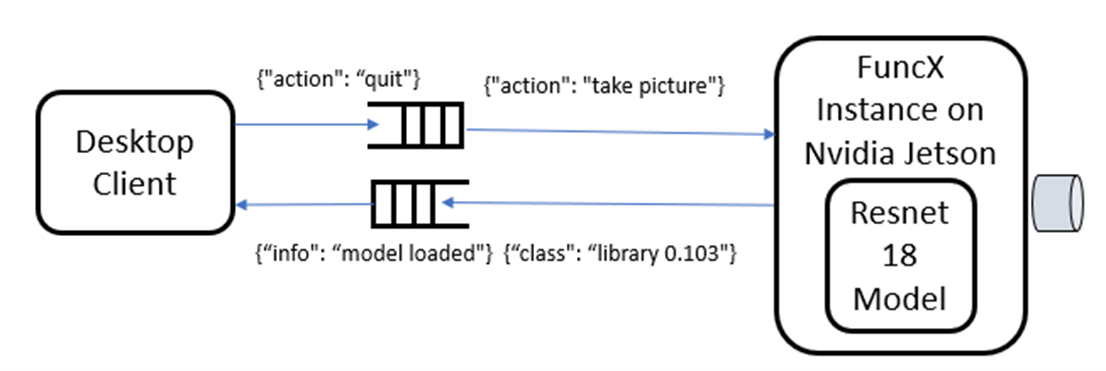 {"action": “quit"}
{"action": "take picture"}
Desktop
Client
{“info": “model loaded"}
{“class": “library 0.103"}
FuncX
Instance on
Nvidia Jetson
Resnet
18
Model